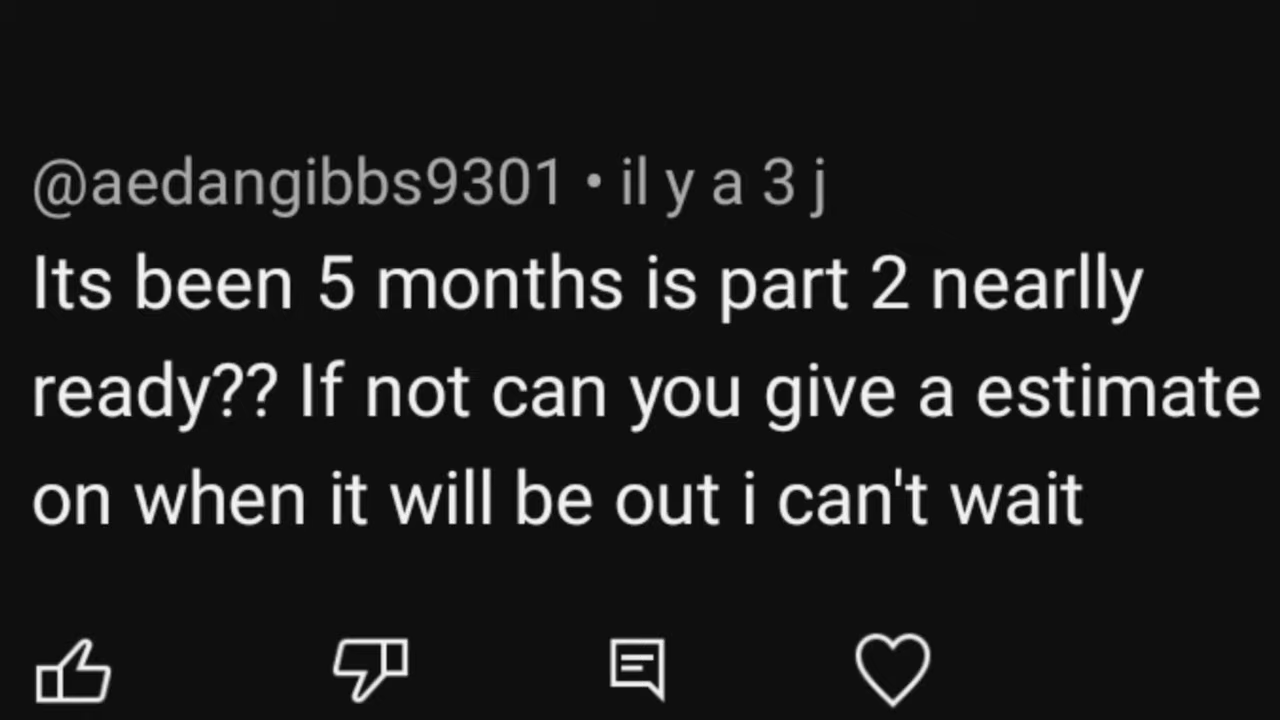 @aedangibbs9301 • il y a 3 j
Its been 5 months is part 2 nearlly
ready?? If not can you give a estimate
on when it will be out i can't wait